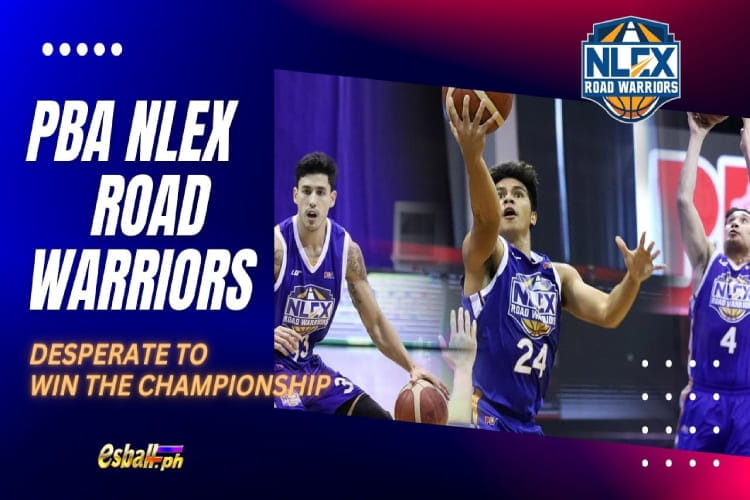 PBA NLEX
ROAD
WARRIORS
DESPERATE TO
WIN THE CHAMPIONSHIP
esball.ph
NLEX
ROAD WARRIORS
NLEX
ROAD WARRIORS
3
NLEX
ROAD WARRIORS
24
NLEX
ROAD WARRIORS
4